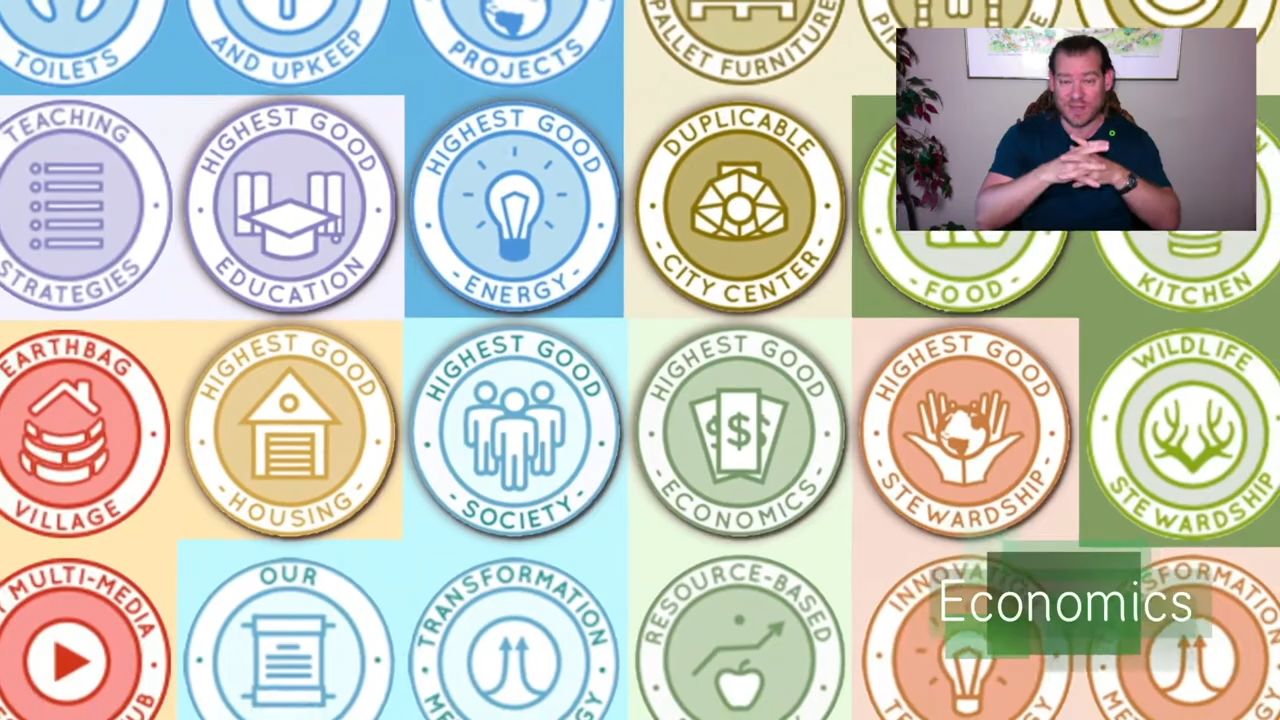 TOILETS
AND UPKEEP
PROJECTS
PALLET FURNITURE
TEACHING
STRATEGIES
HIGHEST GOOD
EDUCATION
HIGHEST GOOD
- ENERGY -
DUPLICABLE
- CITY CENTER -
- FOOD -
KITCHEN
EARTHBAG
VILLAGE
HIGHEST GOOD
- HOUSING -
HIGHEST GOOD
- SOCIETY -
HIGHEST GOOD
- ECONOMICS -
HIGHEST GOOD
- STEWARDSHIP -
WILDLIFE
STEWARDSHIP
MULTI-MEDIA
OUR
TRANSFORMATION
RESOURCE-BASED
Economics